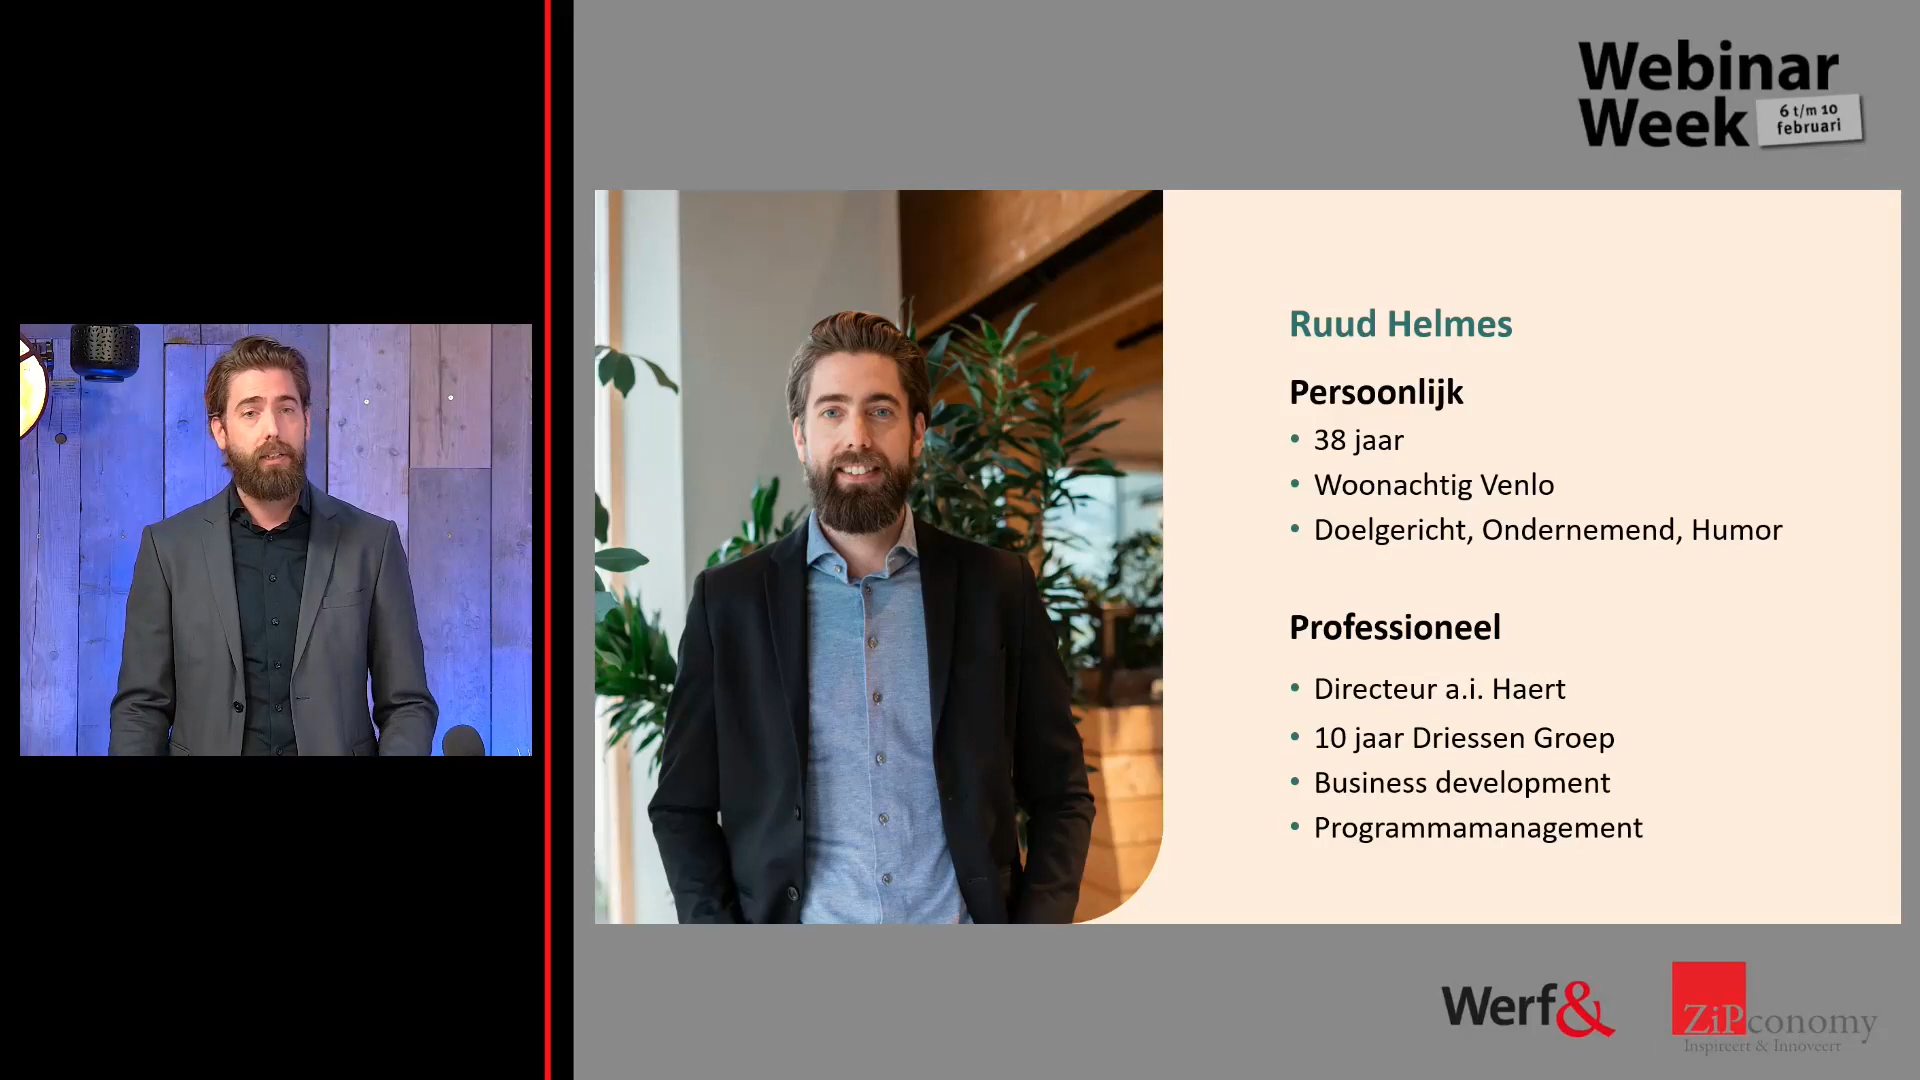 Webinar
Week
6 t/m 10
februari
Ruud Helmes
Persoonlijk
• 38 jaar
• Woonachtig Venlo
• Doelgericht, Ondernemend, Humor
Professioneel
• Directeur a.i. Haert
• 10 jaar Driessen Groep
• Business development
• Programmamanagement
Werf&
ZiPconomy
Inspireert & Innoveert